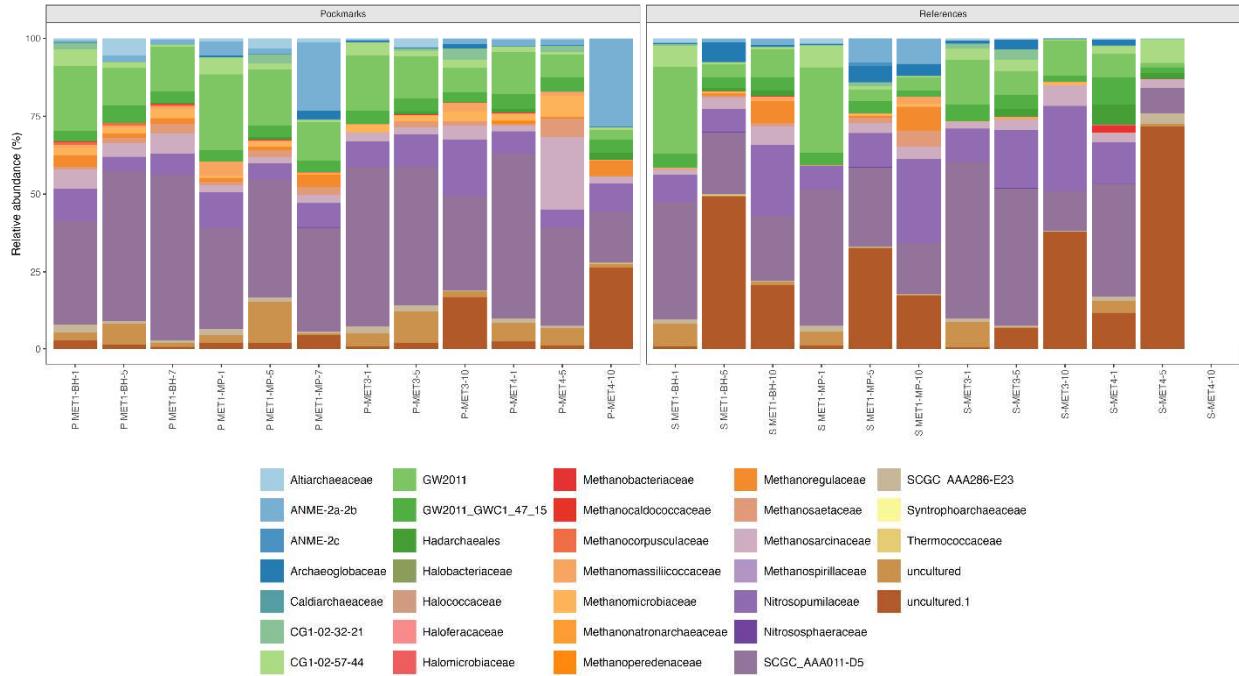 Pockmarks
References
Relative abundance (%)
100
75
50
25
0
P MET1-BH-1
P MET1-BH-5
P MET1-BH-7
P MET1-MP-1
P MET1-MP-5
P MET1-MP-7
P-MET3-1
P-MET3-5
P-MET3-10
P-MET4-1
P-MET4-5
P-MET4-10
S MET1-BH-1
S MET1-BH-5
S MET1-BH-10
S MET1-MP-1
S MET1-MP-5
S MET1-MP-10
S-MET3-1
S-MET3-5
S-MET3-10
S-MET4-1
S-MET4-5
S-MET4-10
Altiarchaeaceae
ANME-2a-2b
ANME-2c
Archaeoglobaceae
Caldiarchaeaceae
CG1-02-32-21
CG1-02-57-44
GW2011
GW2011_GWC1_47_15
Hadarchaeales
Halobacteriaceae
Halococcaceae
Haloferacaceae
Halomicrobiaceae
Methanobacteriaceae
Methanocaldococcaceae
Methanocorpusculaceae
Methanomassiliicoccaceae
Methanomicrobiaceae
Methanonatronarchaeaceae
Methanoperedenaceae
Methanoregulaceae
Methanosaetaceae
Methanosarcinaceae
Methanospirillaceae
Nitrosopumilaceae
Nitrososphaeraceae
SCGC_AAA011-D5
SCGC AAA286-E23
Syntrophoarchaeaceae
Thermococcaceae
uncultured
uncultured.1